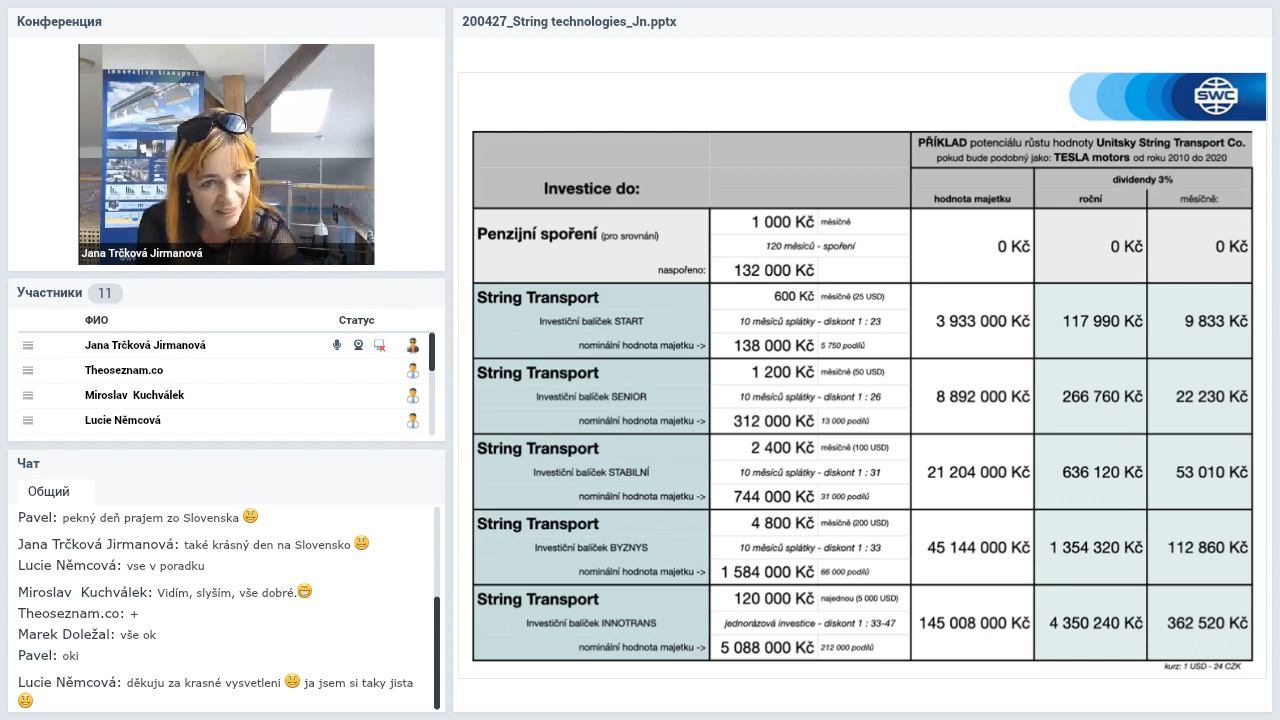 Конференция
innovative transport
Jana Trčková Jirmanová
Участники 11
ФИО Статус
Jana Trčková Jirmanová
Theoseznam.co
Miroslav Kuchválek
Lucie Němcová
Чат
Общий
Pavel: pekný deň prajem zo Slovenska
Jana Trčková Jirmanová: také krásný den na Slovensko
Lucie Němcová: vse v poradku
Miroslav Kuchválek: Vidím, slyším, vše dobré.
Theoseznam.co: +
Marek Doležal: vše ok
Pavel: oki
Lucie Němcová: děkuju za krasné vysvetleni ja jsem si taky jista
200427_String technologies_Jn.pptx
SWC
PŘÍKLAD potenciálu růstu hodnoty Unitsky String Transport Co.
pokud bude podobný jako: TESLA motors od roku 2010 do 2020
Investice do:
dividendy 3%
hodnota majetku roční měsíčně:
Penzijní spoření (pro srovnání) 1 000 Kč měsíčně
120 měsíců - spoření 0 Kč 0 Kč 0 Kč
naspořeno: 132 000 Kč
String Transport 600 Kč měsíčně (25 USD)
Investiční balíček START 10 měsíců splátky - diskont 1 : 23 3 933 000 Kč 117 990 Kč 9 833 Kč
nominální hodnota majetku -> 138 000 Kč 5 750 podílů
String Transport 1 200 Kč měsíčně (50 USD)
Investiční balíček SENIOR 10 měsíců splátky - diskont 1 : 26 8 892 000 Kč 266 760 Kč 22 230 Kč
nominální hodnota majetku -> 312 000 Kč 13 000 podílů
String Transport 2 400 Kč měsíčně (100 USD)
Investiční balíček STABILNÍ 10 měsíců splátky - diskont 1 : 31 21 204 000 Kč 636 120 Kč 53 010 Kč
nominální hodnota majetku -> 744 000 Kč 31 000 podílů
String Transport 4 800 Kč měsíčně (200 USD)
Investiční balíček BYZNYS 10 měsíců splátky - diskont 1 : 33 45 144 000 Kč 1 354 320 Kč 112 860 Kč
nominální hodnota majetku -> 1 584 000 Kč 66 000 podílů
String Transport 120 000 Kč najednou (5 000 USD)
Investiční balíček INNOTRANS jednorázová investice - diskont 1 : 33-47 145 008 000 Kč 4 350 240 Kč 362 520 Kč
nominální hodnota majetku -> 5 088 000 Kč 212 000 podílů
kurz: 1 USD - 24 CZK